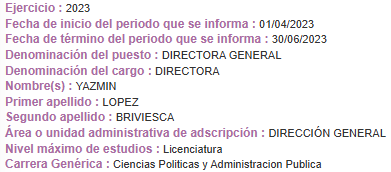 Ejercicio : 2023
Fecha de inicio del periodo que se informa : 01/04/2023
Fecha de término del periodo que se informa : 30/06/2023
Denominación del puesto : DIRECTORA GENERAL
Denominación del cargo : DIRECTORA
Nombre(s) : YAZMIN
Primer apellido : LOPEZ
Segundo apellido : BRIVIESCA
Área o unidad administrativa de adscripción : DIRECCIÓN GENERAL
Nivel máximo de estudios : Licenciatura
Carrera Genérica : Ciencias Politicas y Administracion Publica